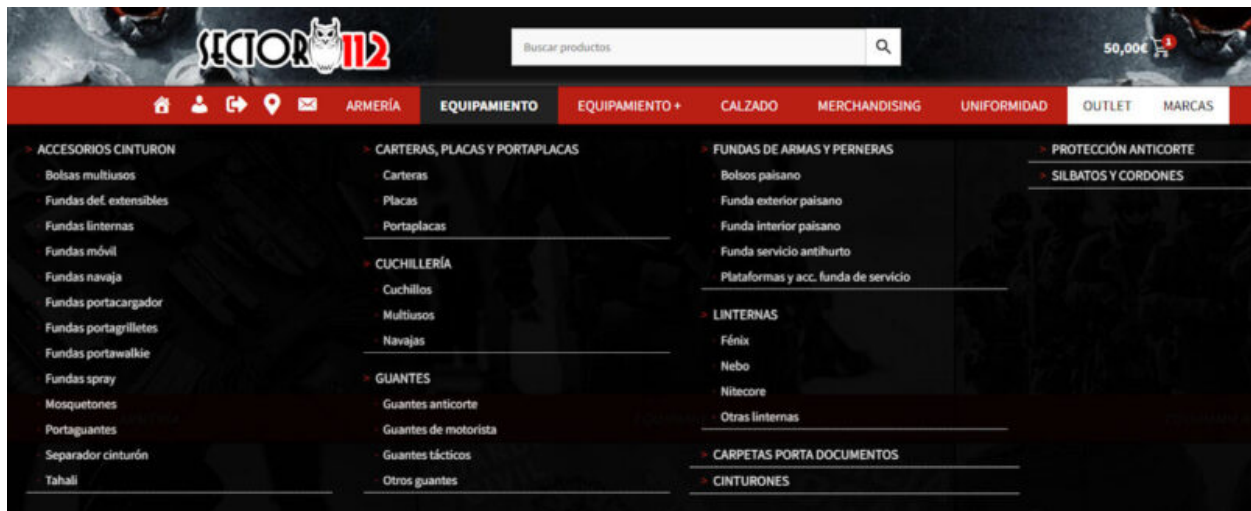 SECTOR 112
Buscar productos
50,00€ 1
ARMERÍA EQUIPAMIENTO EQUIPAMIENTO + CALZADO MERCHANDISING UNIFORMIDAD OUTLET MARCAS
> ACCESORIOS CINTURON
Bolsas multiusos
Fundas def. extensibles
Fundas linternas
Fundas móvil
Fundas navaja
Fundas portacargador
Fundas portagrilletes
Fundas portawalkie
Fundas spray
Mosquetones
Portaguantes
Separador cinturón
Tahali
> CARTERAS, PLACAS Y PORTAPLACAS
Carteras
Placas
Portaplacas
> CUCHILLERÍA
Cuchillos
Multiusos
Navajas
> GUANTES
Guantes anticorte
Guantes de motorista
Guantes tácticos
Otros guantes
> FUNDAS DE ARMAS Y PERNERAS
Bolsos paisano
Funda exterior paisano
Funda interior paisano
Funda servicio antihurto
Plataformas y acc. funda de servicio
> LINTERNAS
Fénix
Nebo
Nitecore
Otras linternas
> CARPETAS PORTA DOCUMENTOS
> CINTURONES
> PROTECCIÓN ANTICORTE
> SILBATOS Y CORDONES